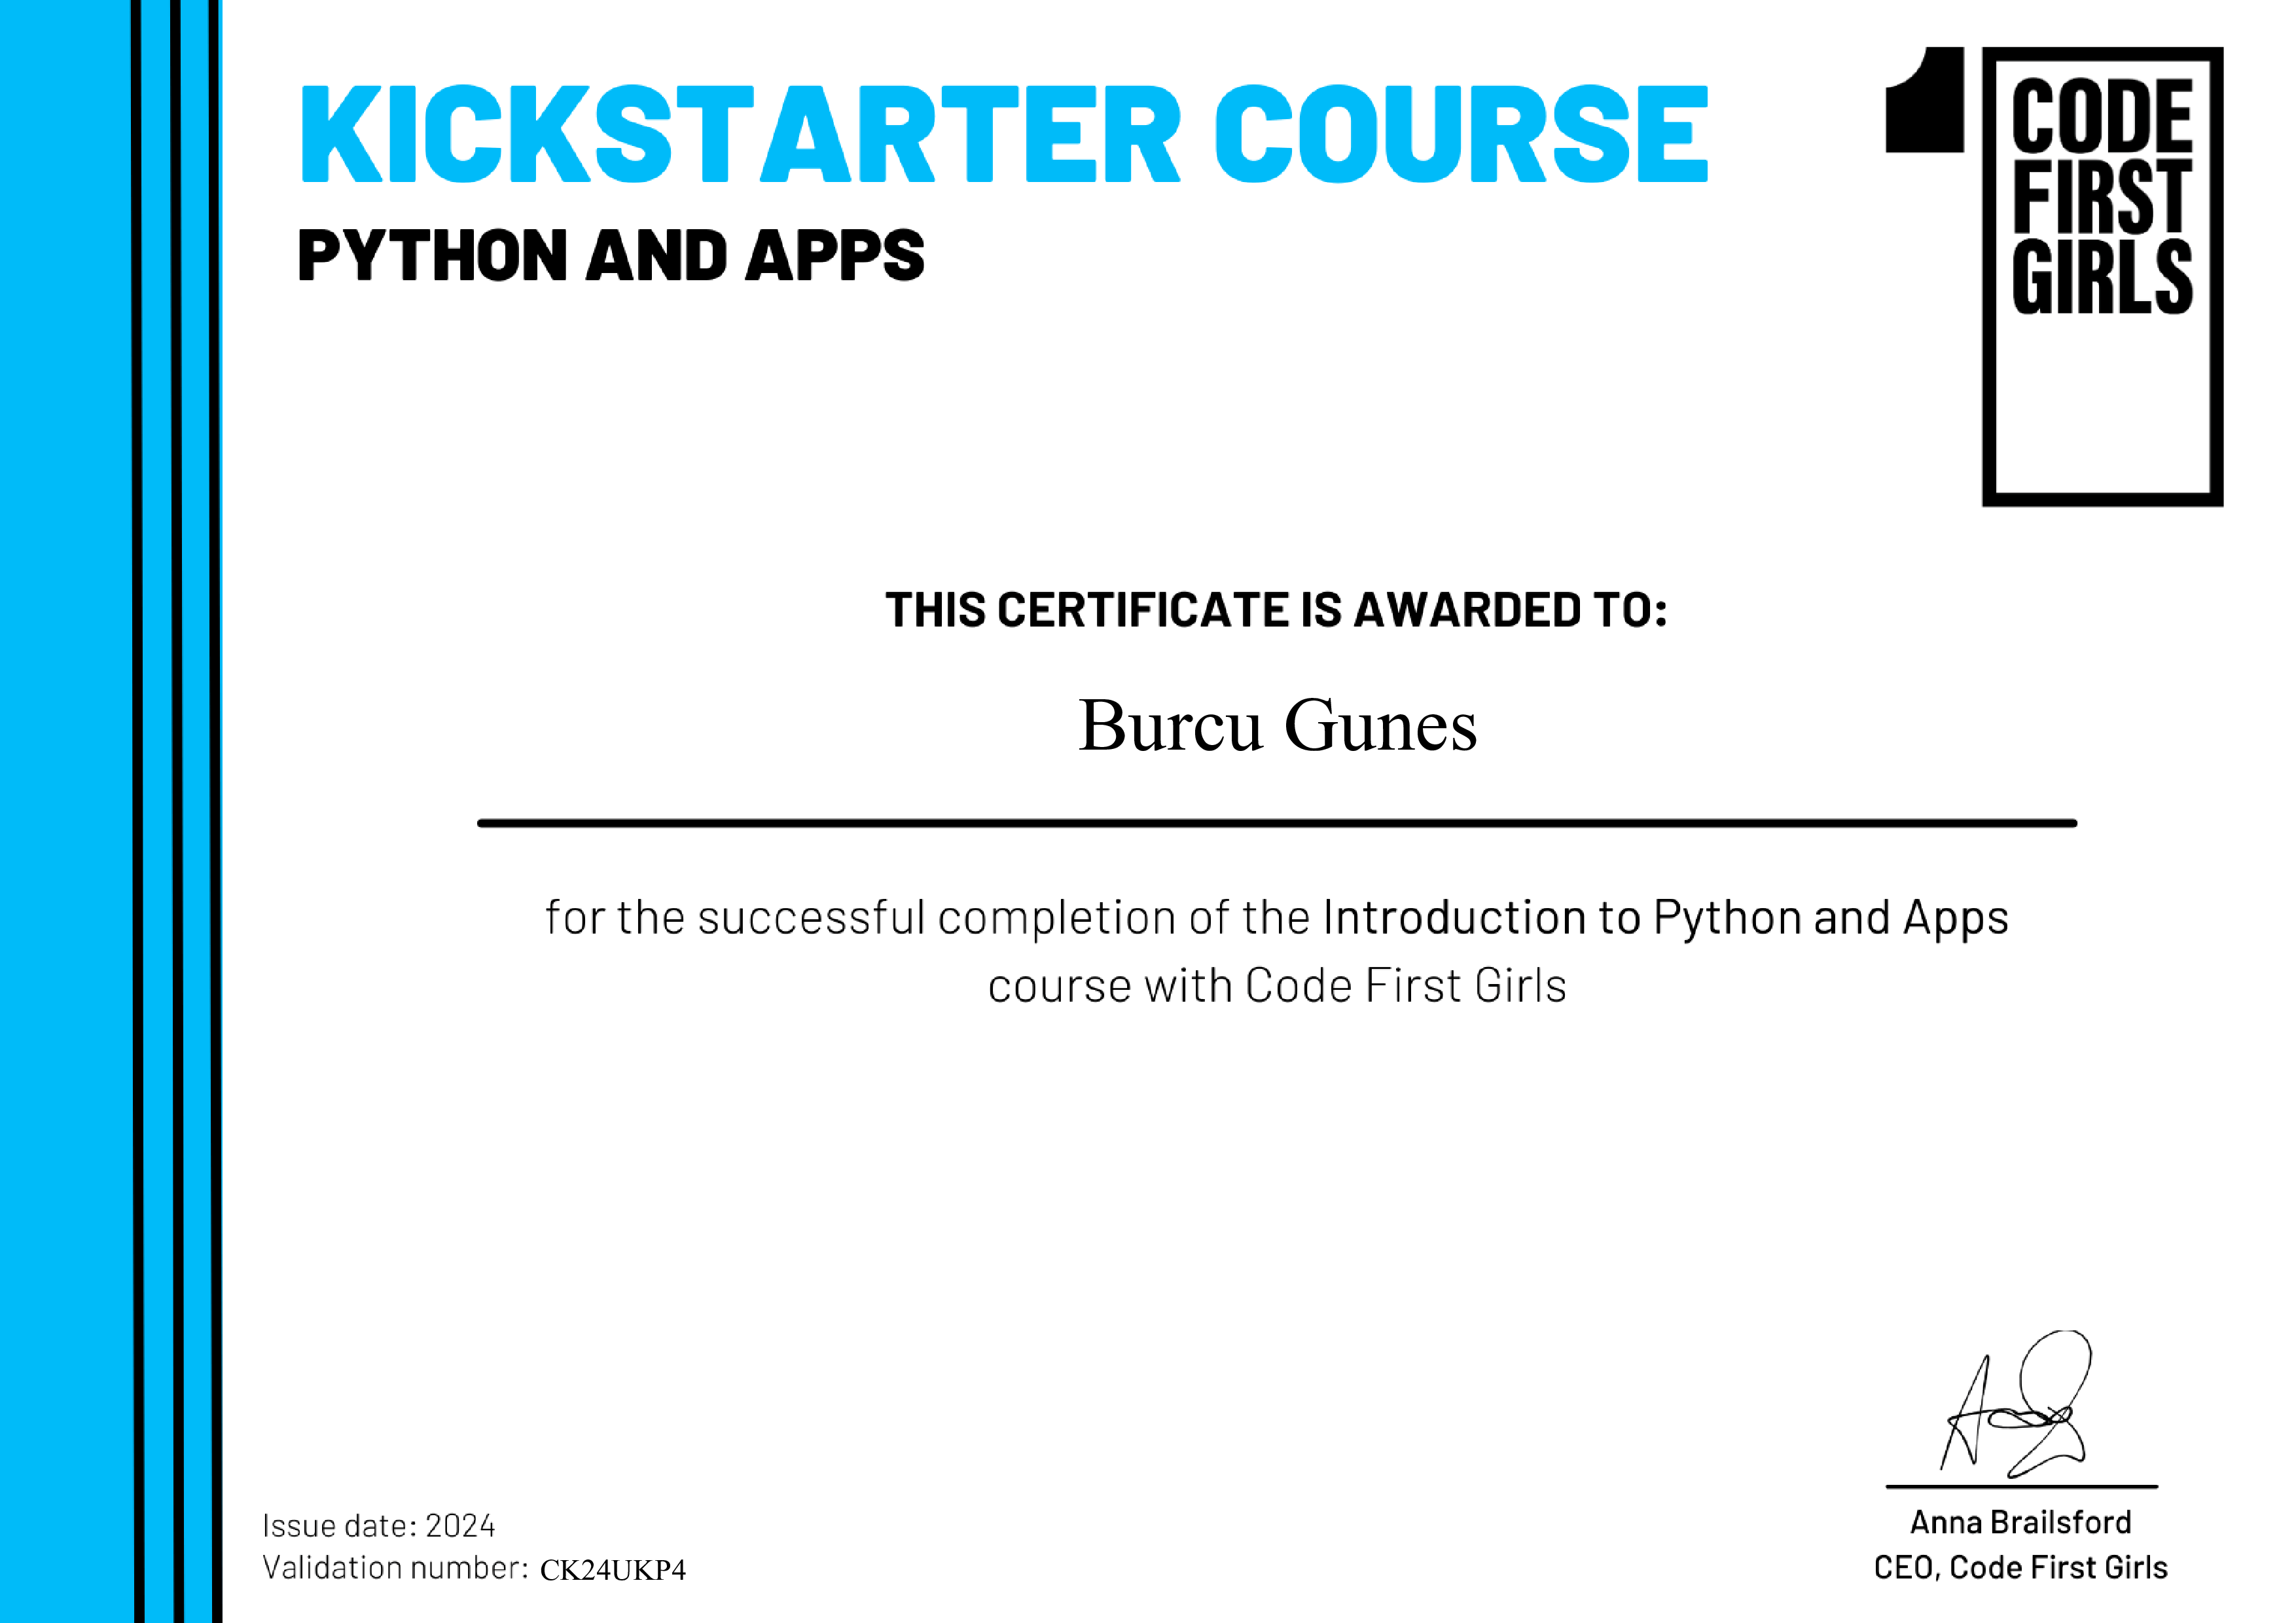 KICKSTARTER COURSE
PYTHON AND APPS
CODE
FIRST
GIRLS
THIS CERTIFICATE IS AWARDED TO:
Burcu Gunes
for the successful completion of the Introduction to Python and Apps
course with Code First Girls
Issue date: 2024
Validation number: CK24UKP4
Anna Brailsford
CEO, Code First Girls